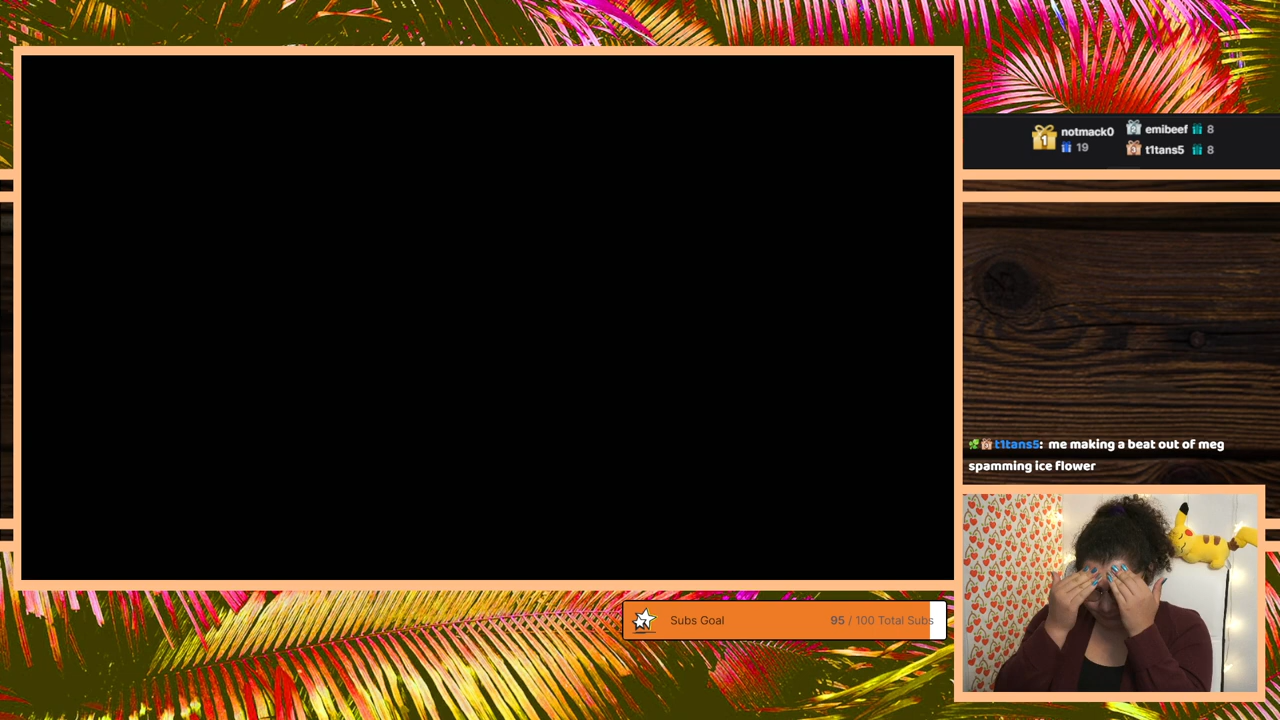 notmack0
19
emibeef 8
t1tans5 8
t1tans5: me making a beat out of meg
spamming ice flower
Subs Goal 95 / 100 Total Subs